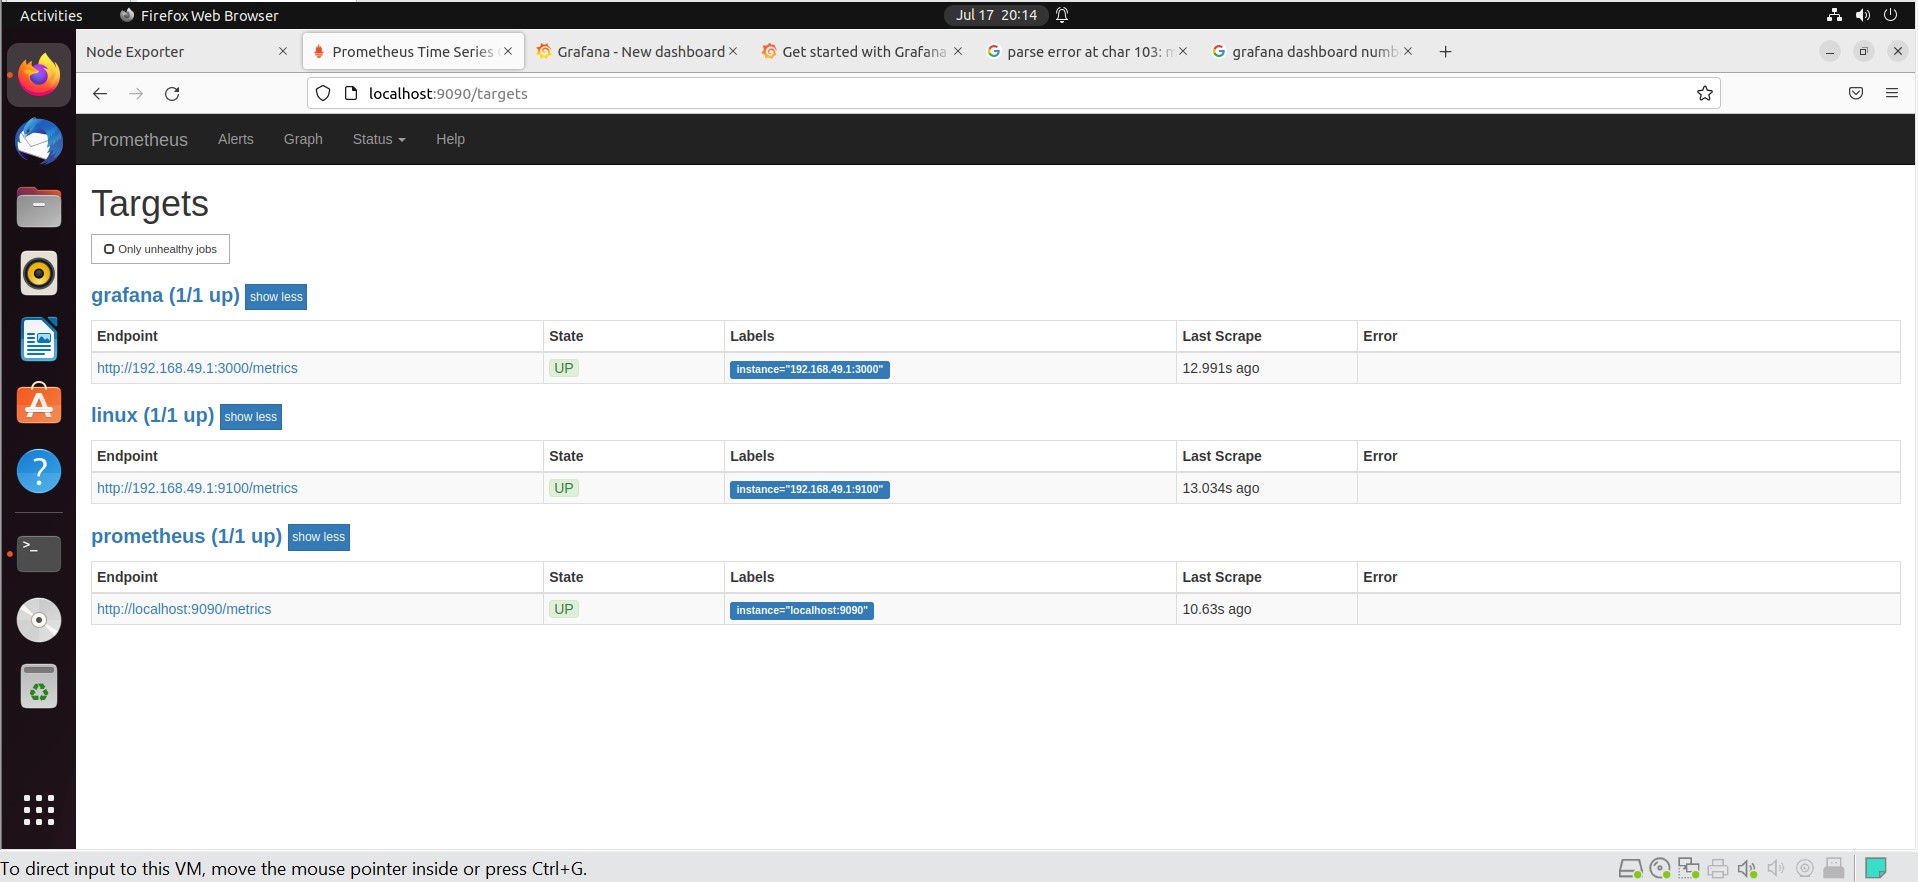 Activities Firefox Web Browser Jul 17 20:14
Node Exporter Prometheus Time Series Grafana - New dashboard Get started with Grafana parse error at char 103: grafana dashboard numb
localhost:9090/targets
Prometheus Alerts Graph Status Help
Targets
Only unhealthy jobs
grafana (1/1 up) show less
Endpoint State Labels Last Scrape Error
http://192.168.49.1:3000/metrics UP instance="192.168.49.1:3000" 12.991s ago
linux (1/1 up) show less
Endpoint State Labels Last Scrape Error
http://192.168.49.1:9100/metrics UP instance="192.168.49.1:9100" 13.034s ago
prometheus (1/1 up) show less
Endpoint State Labels Last Scrape Error
http://localhost:9090/metrics UP instance="localhost:9090" 10.63s ago
To direct input to this VM, move the mouse pointer inside or press Ctrl+G.